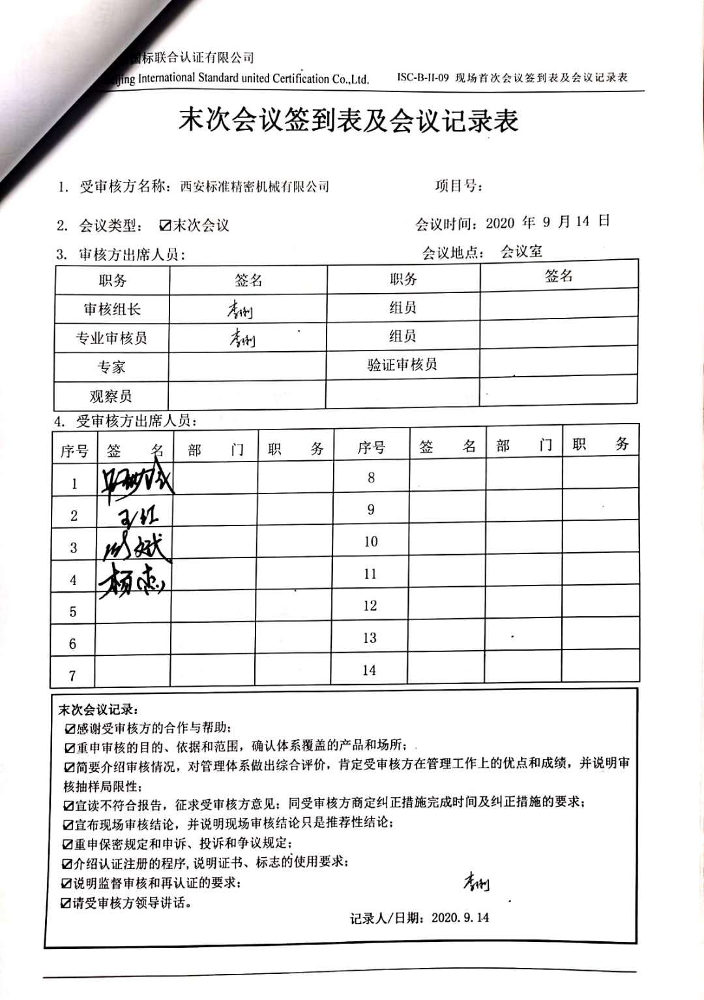 国标联合认证有限公司
ijing International Standard united Certification Co.,Ltd. ISC-B-II-09 现场首次会议签到表及会议记录表
末次会议签到表及会议记录表
1. 受审核方名称：西安标准精密机械有限公司 项目号：
2. 会议类型： ☑末次会议 会议时间：2020 年 9 月 14 日
3. 审核方出席人员： 会议地点： 会议室
职务 签名 职务 签名
审核组长 李俐 组员
专业审核员 李俐 组员
专家 验证审核员
观察员
4. 受审核方出席人员：
序号 签 名 部 门 职 务 序号 签 名 部 门 职 务
1 8
2 王红 9
3 10
4 杨杰 11
5 12
6 13
7 14
末次会议记录：
☑感谢受审核方的合作与帮助；
☑重申审核的目的、依据和范围，确认体系覆盖的产品和场所；
☑简要介绍审核情况，对管理体系做出综合评价，肯定受审核方在管理工作上的优点和成绩，并说明审
核抽样局限性；
☑宣读不符合报告，征求受审核方意见；同受审核方商定纠正措施完成时间及纠正措施的要求；
☑宣布现场审核结论，并说明现场审核结论只是推荐性结论；
☑重申保密规定和申诉、投诉和争议规定；
☑介绍认证注册的程序,说明证书、标志的使用要求；
☑说明监督审核和再认证的要求；
李俐
☑请受审核方领导讲话。
记录人/日期：2020.9.14